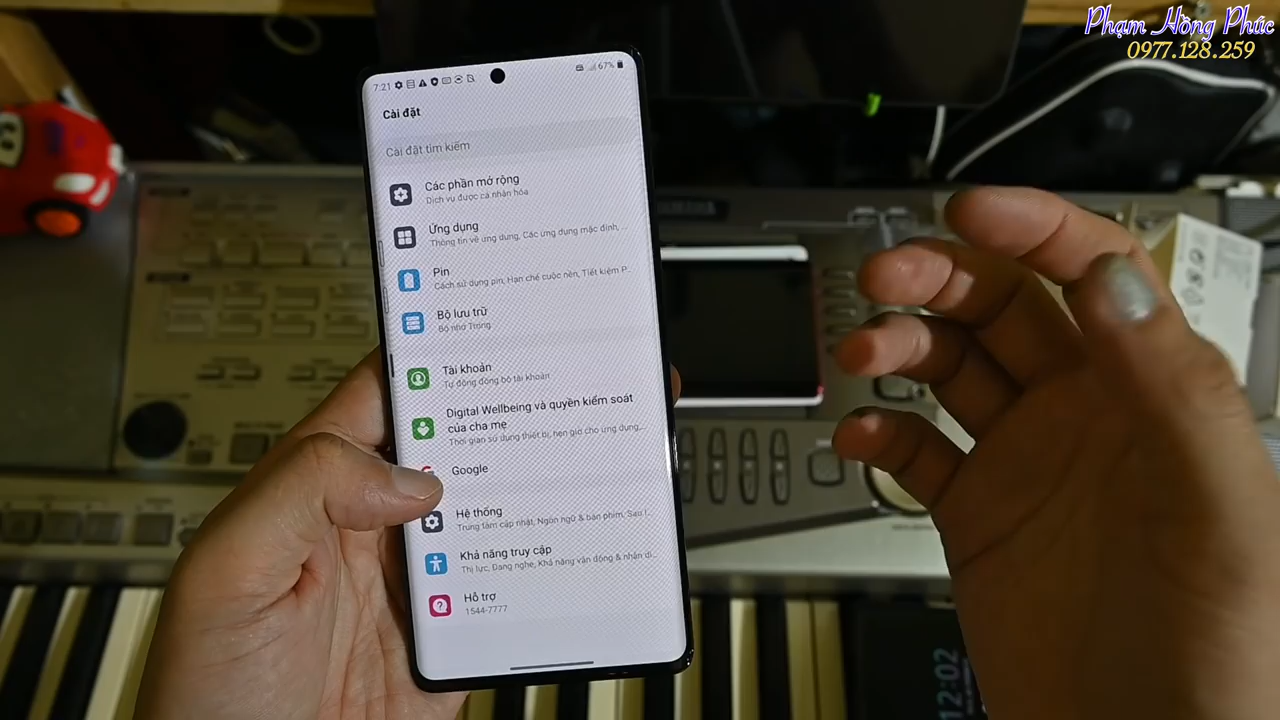 Phạm Hồng Phúc
0977.128.259
7:21
67%
Cài đặt
Cài đặt tìm kiếm
Các phần mở rộng
Dịch vụ được cá nhân hóa
Ứng dụng
Thông tin về ứng dụng, Các ứng dụng mặc định, ...
Pin
Cách sử dụng pin, Hạn chế cuộc nền, Tiết kiệm P...
Bộ lưu trữ
Bộ nhớ Trong
Tài khoản
Tự động đồng bộ tài khoản
Digital Wellbeing và quyền kiểm soát
của cha mẹ
Thời gian sử dụng thiết bị, hẹn giờ cho ứng dụng,...
Google
Hệ thống
Trung tâm cập nhật, Ngôn ngữ & bàn phím, Sao l...
Khả năng truy cập
Thị lực, Đang nghe, Khả năng vận động & nhận di...
Hỗ trợ
1544-7777
YAMAHA
12:02